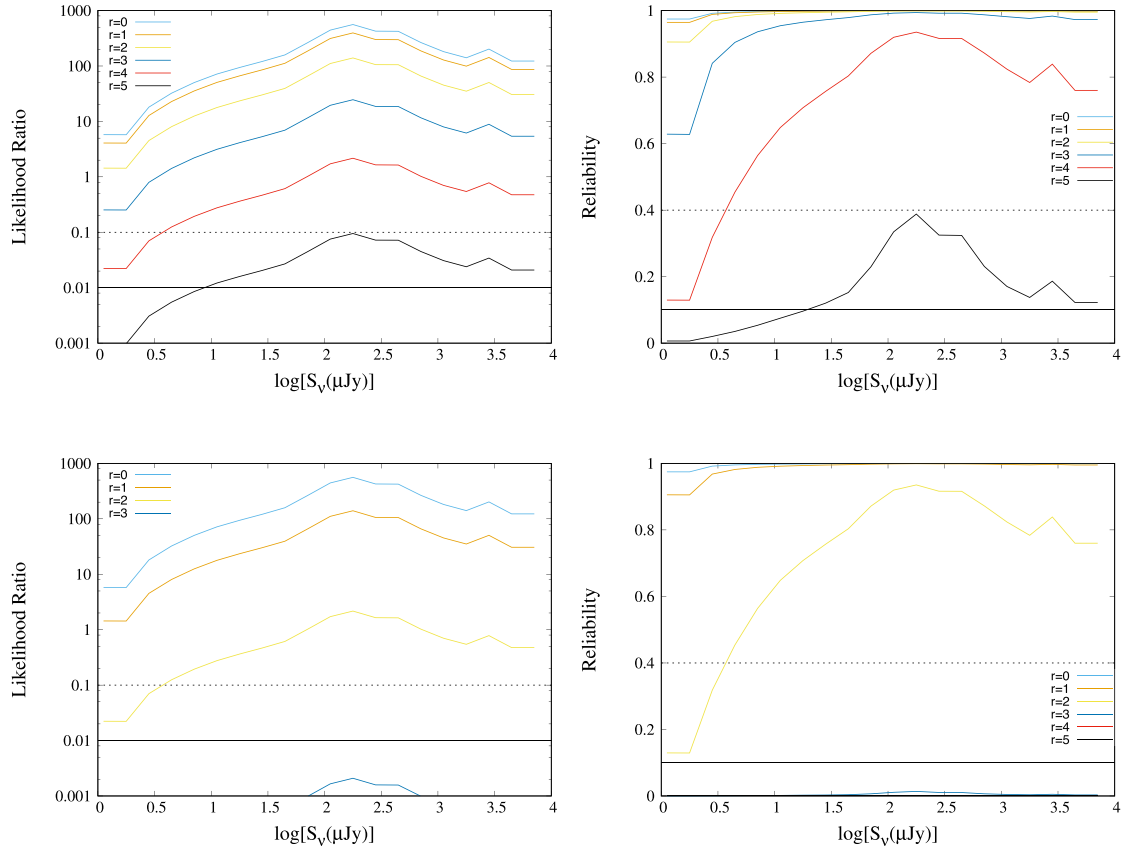 1000
100
10
1
0.1
0.01
0.001
0
0.5
1
1.5
2
2.5
3
3.5
4
Likelihood Ratio
log[Sν(μJy)]
r=0
r=1
r=2
r=3
r=4
r=5
1
0.8
0.6
0.4
0.2
0
0
0.5
1
1.5
2
2.5
3
3.5
4
Reliability
log[Sν(μJy)]
r=0
r=1
r=2
r=3
r=4
r=5
1000
100
10
1
0.1
0.01
0.001
0
0.5
1
1.5
2
2.5
3
3.5
4
Likelihood Ratio
log[Sν(μJy)]
r=0
r=1
r=2
r=3
1
0.8
0.6
0.4
0.2
0
0
0.5
1
1.5
2
2.5
3
3.5
4
Reliability
log[Sν(μJy)]
r=0
r=1
r=2
r=3
r=4
r=5